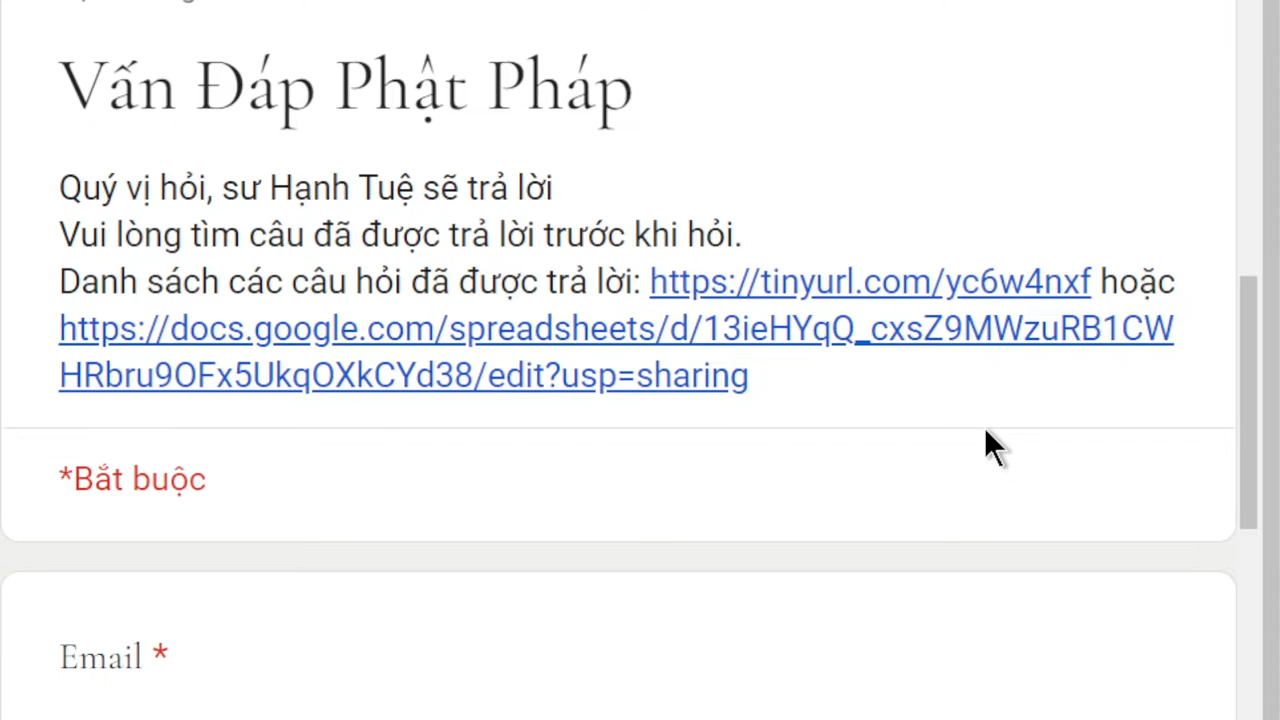 Vấn Đáp Phật Pháp
Quý vị hỏi, sư Hạnh Tuệ sẽ trả lời
Vui lòng tìm câu đã được trả lời trước khi hỏi.
Danh sách các câu hỏi đã được trả lời: https://tinyurl.com/yc6w4nxf hoặc
https://docs.google.com/spreadsheets/d/13ieHYqQ_cxsZ9MWzuRB1CW
HRbru9OFx5UkqOXkCYd38/edit?usp=sharing
*Bắt buộc
Email *